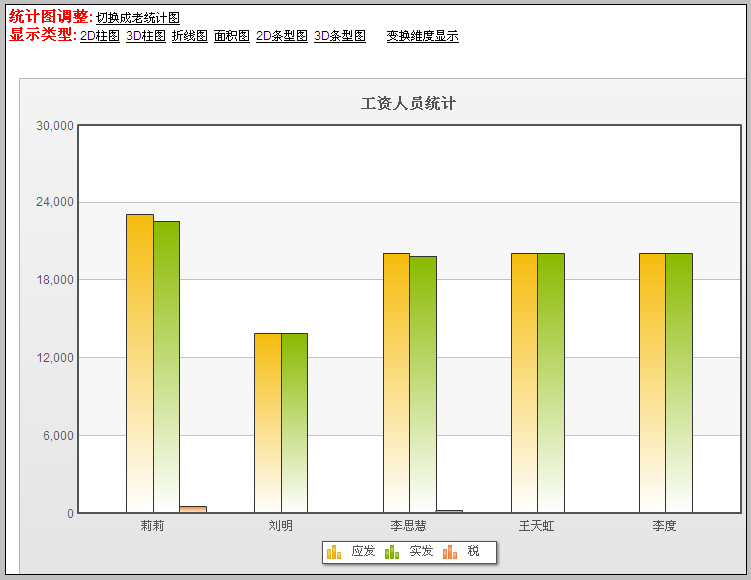 统计图调整: 切换成老统计图
显示类型: 2D柱图 3D柱图 折线图 面积图 2D条型图 3D条型图 变换维度显示
工资人员统计
30,000
24,000
18,000
12,000
6,000
0
莉莉 刘明 李思慧 王天虹 李度
应发 实发 税